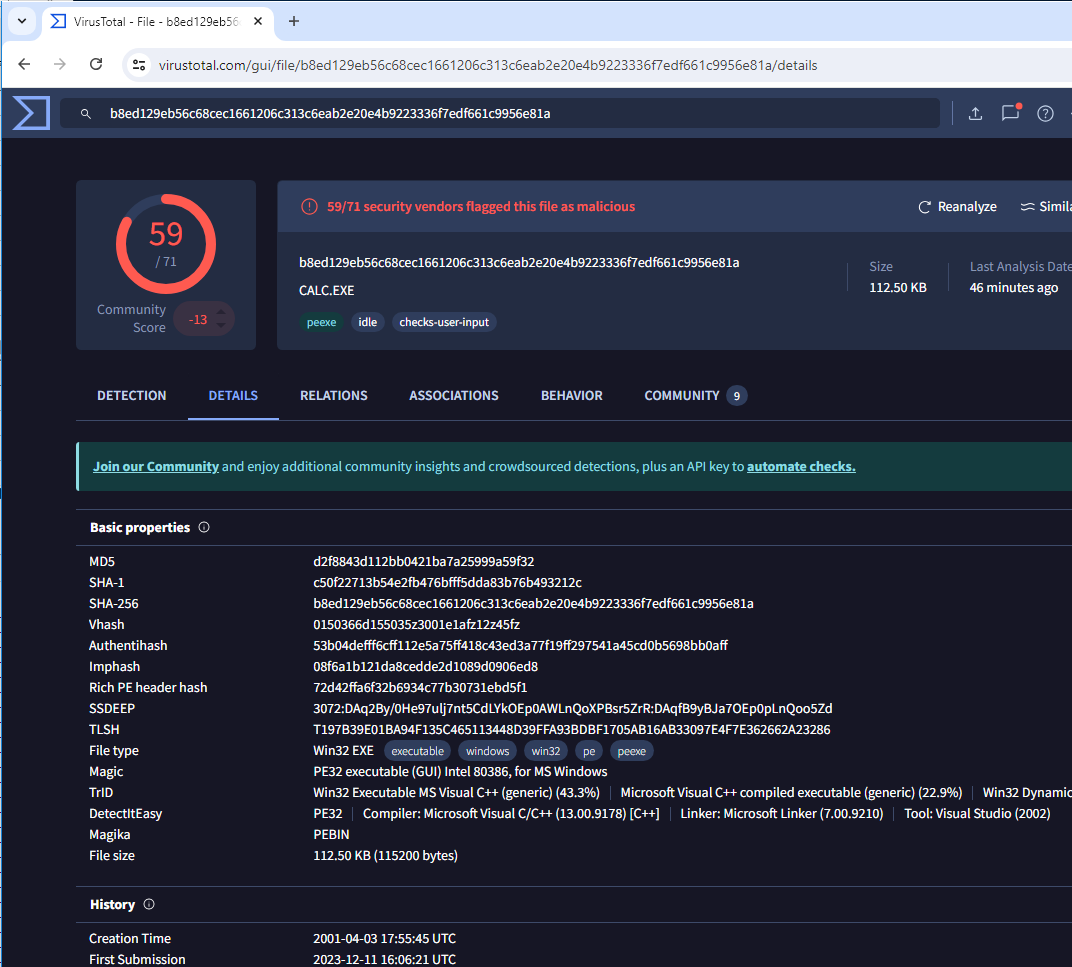 VirusTotal - File - b8ed129eb56
virustotal.com/gui/file/b8ed129eb56c68cec1661206c313c6eab2e20e4b9223336f7edf661c9956e81a/details
b8ed129eb56c68cec1661206c313c6eab2e20e4b9223336f7edf661c9956e81a
59
/ 71
Community Score
-13
59/71 security vendors flagged this file as malicious
Reanalyze
b8ed129eb56c68cec1661206c313c6eab2e20e4b9223336f7edf661c9956e81a
CALC.EXE
peexe idle checks-user-input
Size
112.50 KB
Last Analysis Date
46 minutes ago
DETECTION DETAILS RELATIONS ASSOCIATIONS BEHAVIOR COMMUNITY 9
Join our Community and enjoy additional community insights and crowdsourced detections, plus an API key to automate checks.
Basic properties
MD5 d2f8843d112bb0421ba7a25999a59f32
SHA-1 c50f22713b54e2fb476bfff5dda83b76b493212c
SHA-256 b8ed129eb56c68cec1661206c313c6eab2e20e4b9223336f7edf661c9956e81a
Vhash 0150366d155035z3001e1afz12z45fz
Authentihash 53b04defff6cff112e5a75ff418c43ed3a77f19ff297541a45cd0b5698bb0aff
Imphash 08f6a1b121da8cedde2d1089d0906ed8
Rich PE header hash 72d42ffa6f32b6934c77b30731ebd5f1
SSDEEP 3072:DAq2By/0He97ulj7nt5CdLYkOEp0AWLnQoXPBsr5ZrR:DAqfB9yBJa7OEp0pLnQoo5Zd
TLSH T197B39E01BA94F135C465113448D39FFA93BDBF1705AB16AB33097E4F7E362662A23286
File type Win32 EXE executable windows win32 pe peexe
Magic PE32 executable (GUI) Intel 80386, for MS Windows
TrID Win32 Executable MS Visual C++ (generic) (43.3%) Microsoft Visual C++ compiled executable (generic) (22.9%) Win32 Dynamic
DetectItEasy PE32 Compiler: Microsoft Visual C/C++ (13.00.9178) [C++] Linker: Microsoft Linker (7.00.9210) Tool: Visual Studio (2002)
Magika PEBIN
File size 112.50 KB (115200 bytes)
History
Creation Time 2001-04-03 17:55:45 UTC
First Submission 2023-12-11 16:06:21 UTC